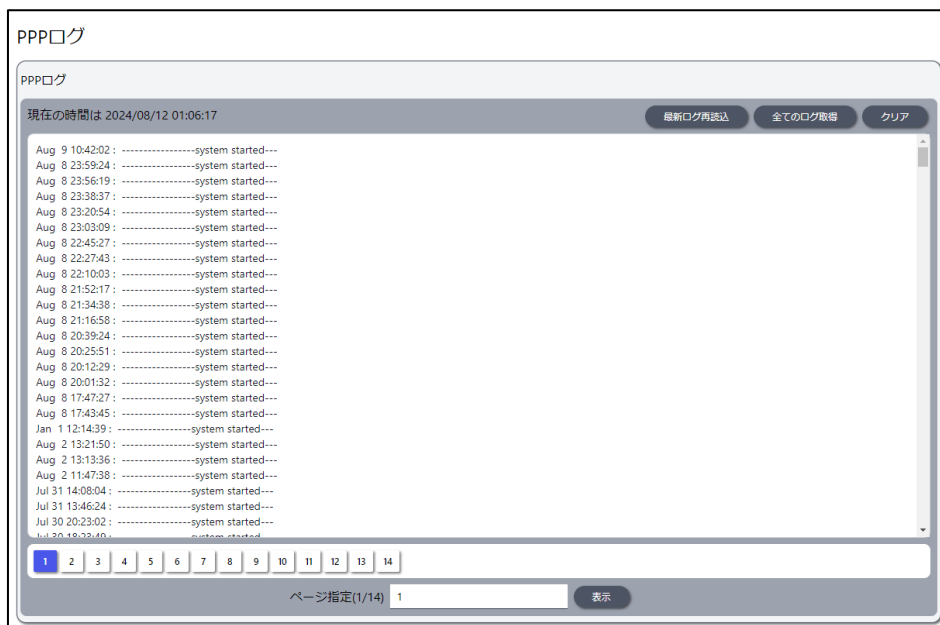 PPPログ
PPPログ
現在の時間は 2024/08/12 01:06:17
最新ログ再読込 全てのログ取得 クリア
Aug 9 10:42:02 : -----------------system started---
Aug 8 23:59:24 : -----------------system started---
Aug 8 23:56:19 : -----------------system started---
Aug 8 23:38:37 : -----------------system started---
Aug 8 23:20:54 : -----------------system started---
Aug 8 23:03:09 : -----------------system started---
Aug 8 22:45:27 : -----------------system started---
Aug 8 22:27:43 : -----------------system started---
Aug 8 22:10:03 : -----------------system started---
Aug 8 21:52:17 : -----------------system started---
Aug 8 21:34:38 : -----------------system started---
Aug 8 21:16:58 : -----------------system started---
Aug 8 20:39:24 : -----------------system started---
Aug 8 20:25:51 : -----------------system started---
Aug 8 20:12:29 : -----------------system started---
Aug 8 20:01:32 : -----------------system started---
Aug 8 17:47:27 : -----------------system started---
Aug 8 17:43:45 : -----------------system started---
Jan 1 12:14:39 : -----------------system started---
Aug 2 13:21:50 : -----------------system started---
Aug 2 13:13:36 : -----------------system started---
Aug 2 11:47:38 : -----------------system started---
Jul 31 14:08:04 : -----------------system started---
Jul 31 13:46:24 : -----------------system started---
Jul 30 20:23:02 : -----------------system started---
1 2 3 4 5 6 7 8 9 10 11 12 13 14
ページ指定(1/14) 1 表示